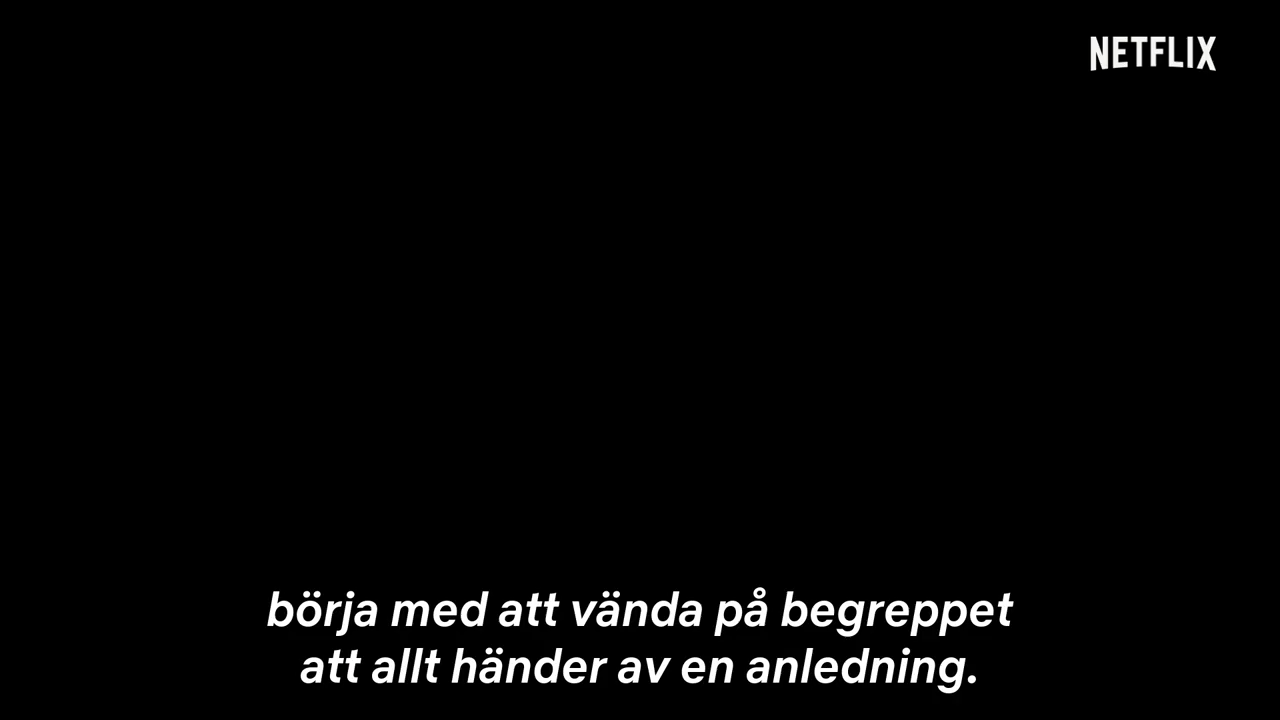 NETFLIX
börja med att vända på begreppet
att allt händer av en anledning.